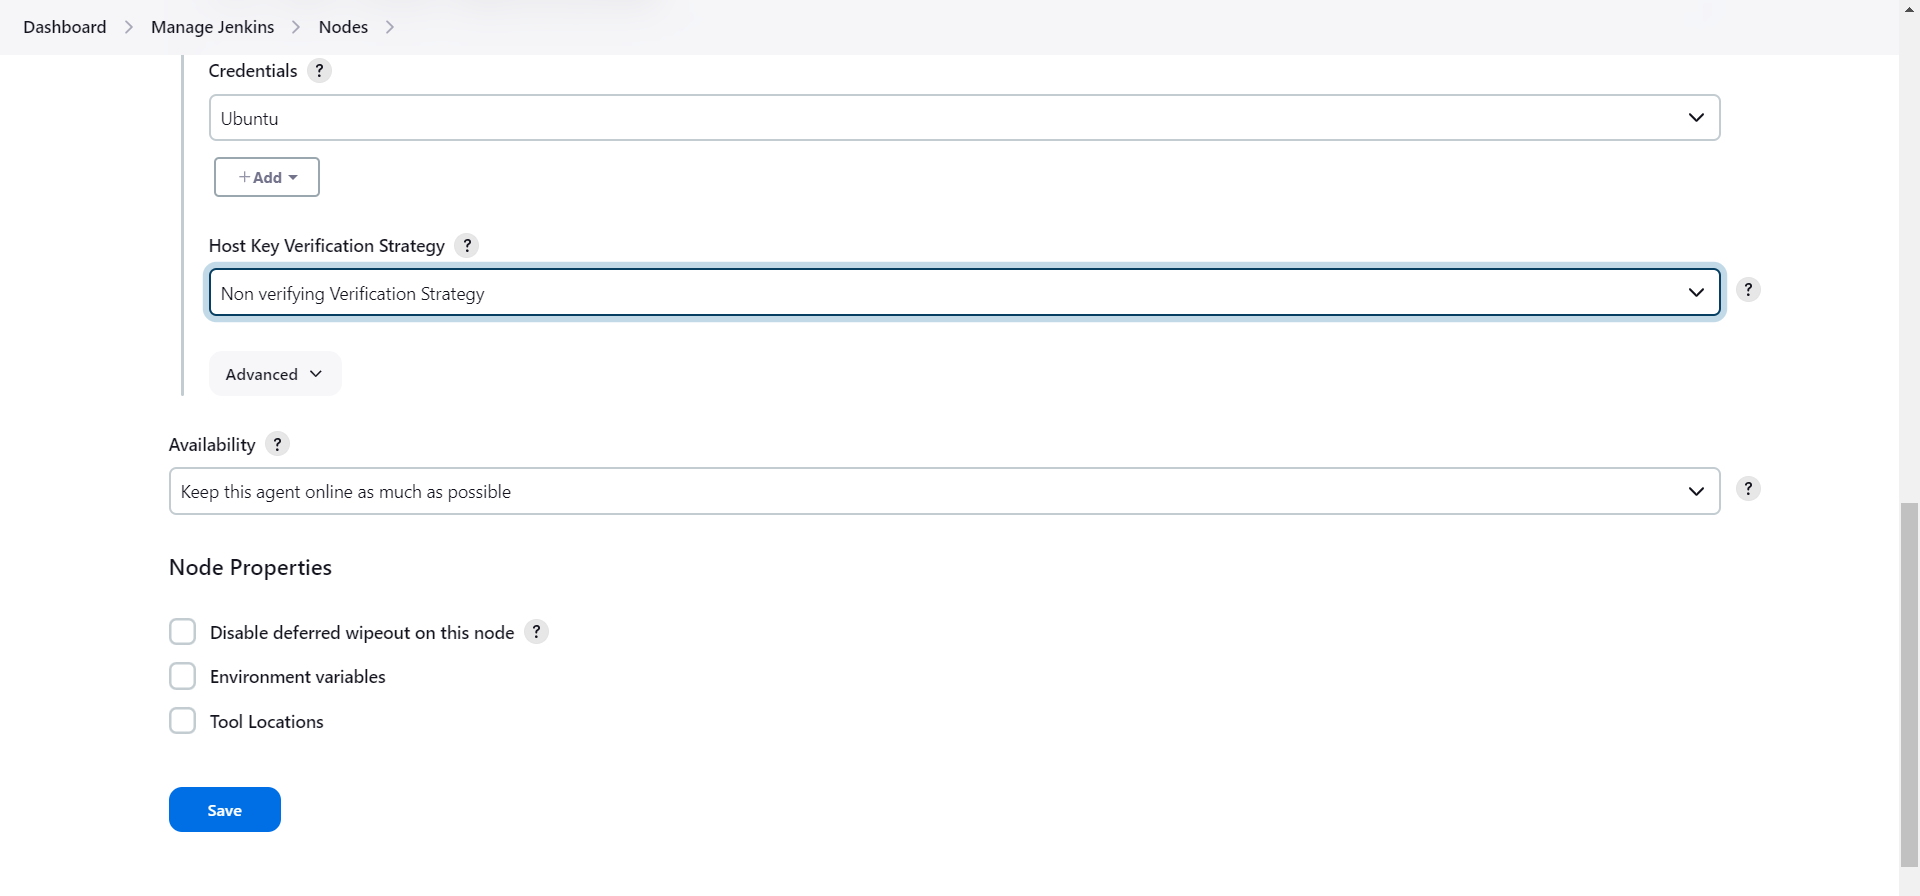 Dashboard Manage Jenkins Nodes
Credentials ?
Ubuntu
+ Add
Host Key Verification Strategy ?
Non verifying Verification Strategy ?
Advanced
Availability ?
Keep this agent online as much as possible ?
Node Properties
Disable deferred wipeout on this node ?
Environment variables
Tool Locations
Save